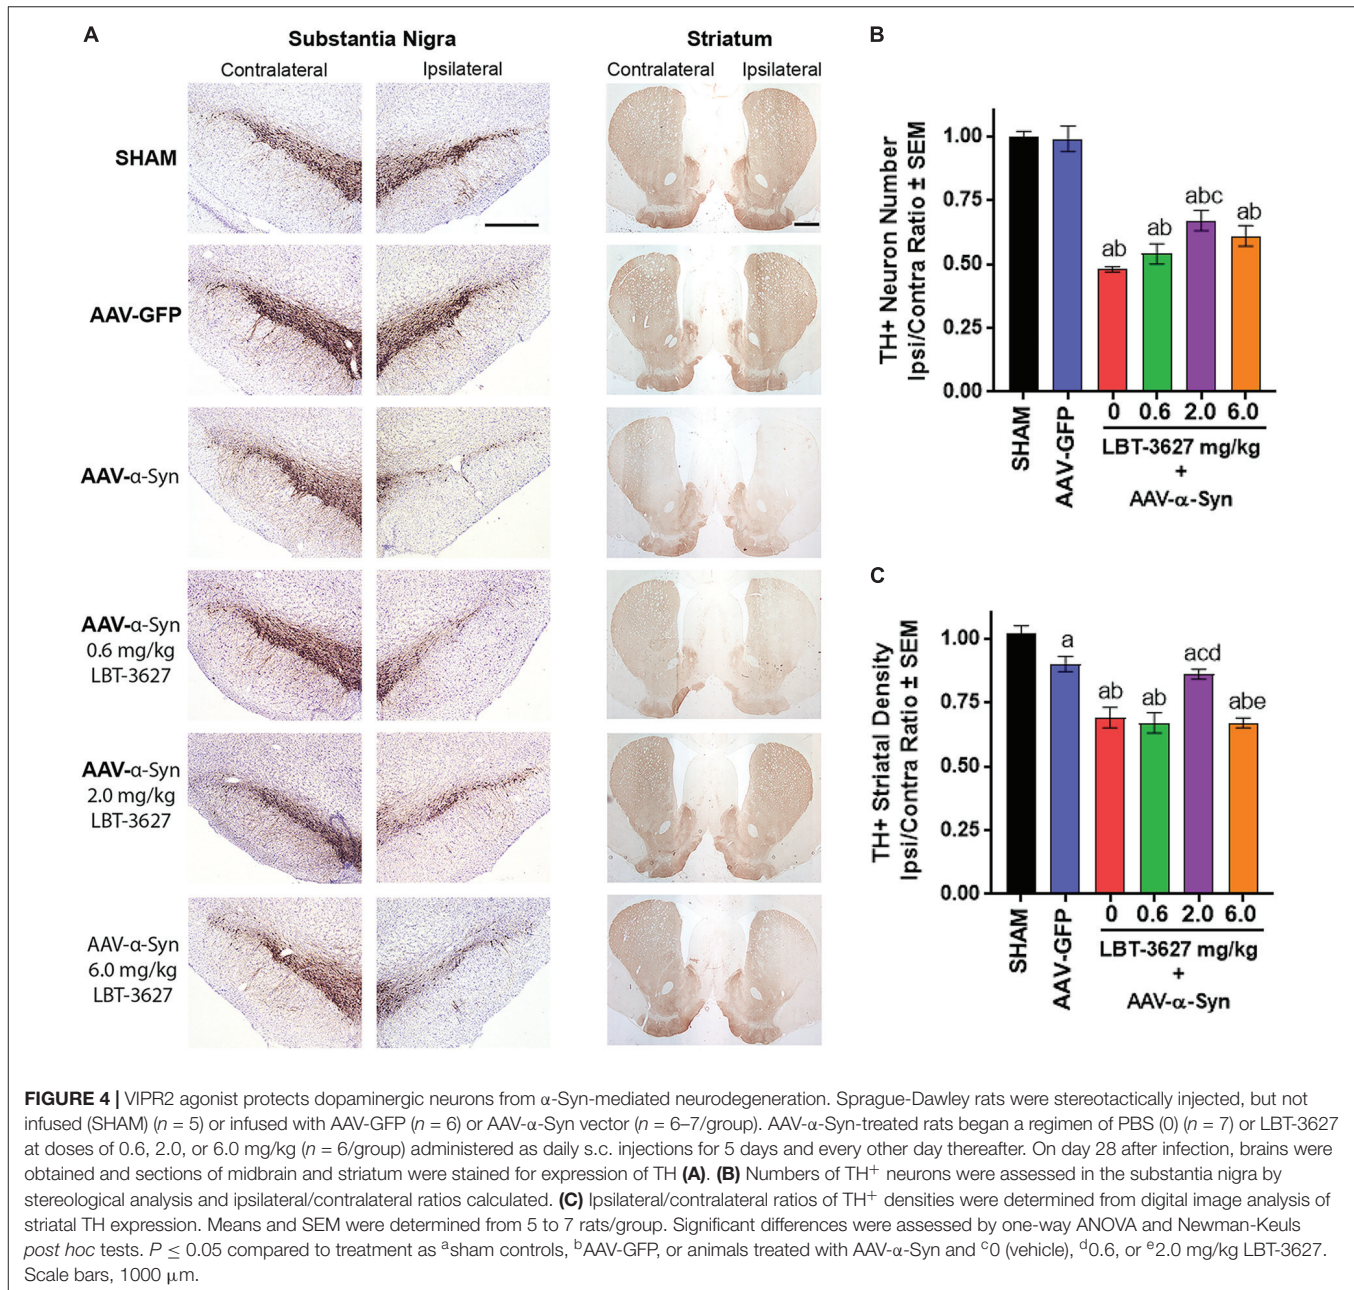 A
Substantia Nigra
Striatum
Contralateral
Ipsilateral
Contralateral
Ipsilateral
SHAM
AAV-GFP
AAV-α-Syn
AAV-α-Syn
0.6 mg/kg
LBT-3627
AAV-α-Syn
2.0 mg/kg
LBT-3627
AAV-α-Syn
6.0 mg/kg
LBT-3627
B
TH+ Neuron Number
Ipsi/Contra Ratio ± SEM
1.00
0.75
0.50
0.25
0.00
ab
ab
abc
ab
SHAM
AAV-GFP
0 0.6 2.0 6.0
LBT-3627 mg/kg
+
AAV-α-Syn
C
TH+ Striatal Density
Ipsi/Contra Ratio ± SEM
1.00
0.75
0.50
0.25
0.00
a
ab
ab
acd
abe
SHAM
AAV-GFP
0 0.6 2.0 6.0
LBT-3627 mg/kg
+
AAV-α-Syn
FIGURE 4 | VIPR2 agonist protects dopaminergic neurons from α-Syn-mediated neurodegeneration. Sprague-Dawley rats were stereotactically injected, but not
infused (SHAM) (n = 5) or infused with AAV-GFP (n = 6) or AAV-α-Syn vector (n = 6–7/group). AAV-α-Syn-treated rats began a regimen of PBS (0) (n = 7) or LBT-3627
at doses of 0.6, 2.0, or 6.0 mg/kg (n = 6/group) administered as daily s.c. injections for 5 days and every other day thereafter. On day 28 after infection, brains were
obtained and sections of midbrain and striatum were stained for expression of TH (A). (B) Numbers of TH⁺ neurons were assessed in the substantia nigra by
stereological analysis and ipsilateral/contralateral ratios calculated. (C) Ipsilateral/contralateral ratios of TH⁺ densities were determined from digital image analysis of
striatal TH expression. Means and SEM were determined from 5 to 7 rats/group. Significant differences were assessed by one-way ANOVA and Newman-Keuls
post hoc tests. P ≤ 0.05 compared to treatment as ᵃsham controls, ᵇAAV-GFP, or animals treated with AAV-α-Syn and ᶜ0 (vehicle), ᵈ0.6, or ᵉ2.0 mg/kg LBT-3627.
Scale bars, 1000 μm.